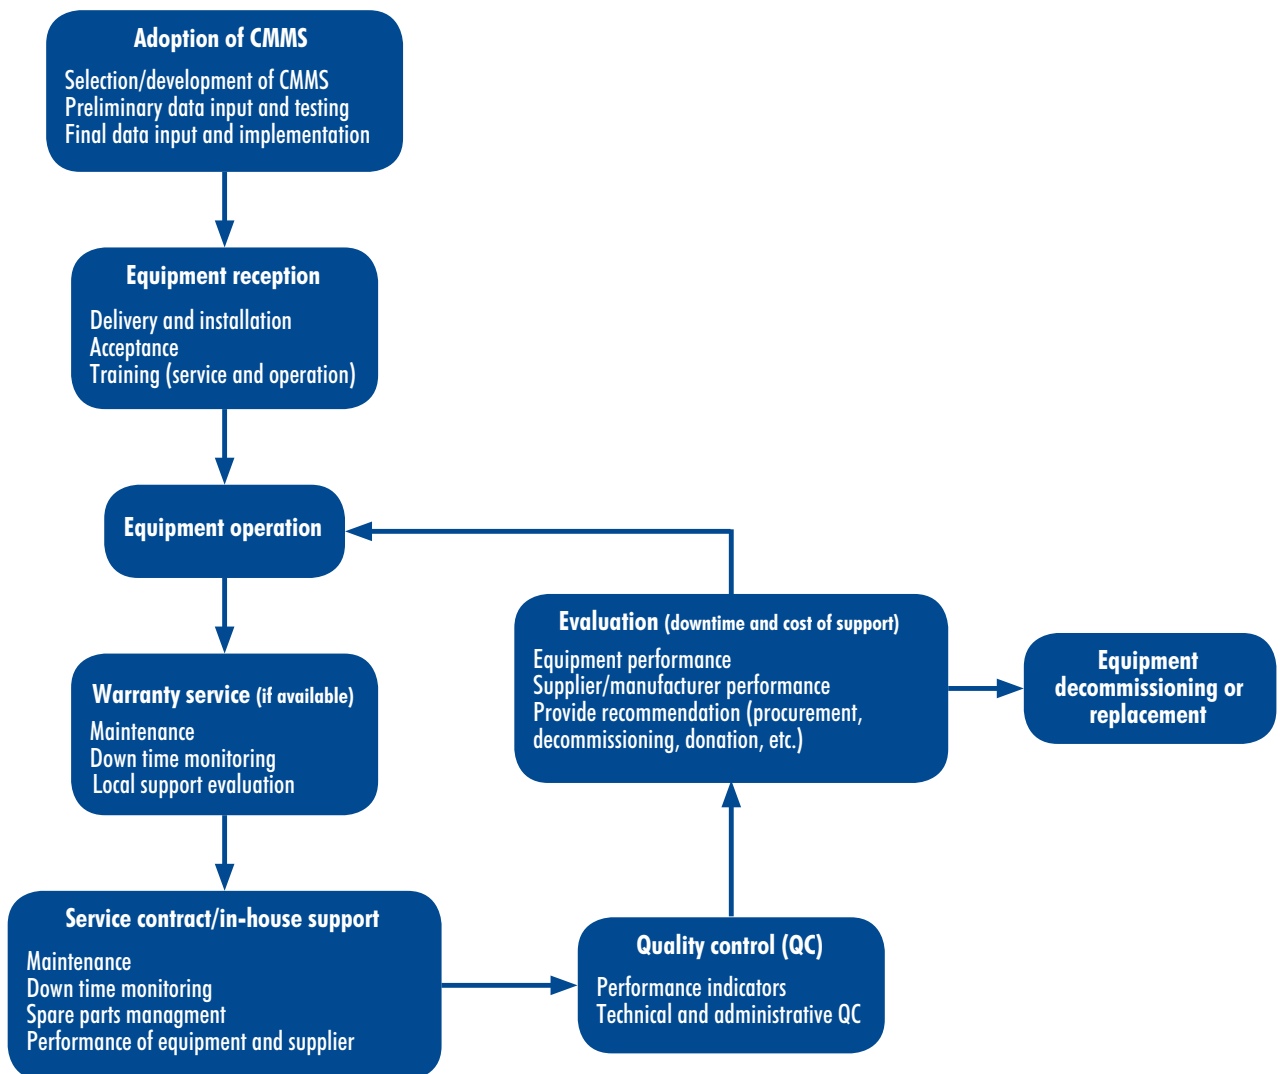 Adoption of CMMS
Selection/development of CMMS
Preliminary data input and testing
Final data input and implementation
Equipment reception
Delivery and installation
Acceptance
Training (service and operation)
Equipment operation
Warranty service (if available)
Maintenance
Down time monitoring
Local support evaluation
Service contract/in-house support
Maintenance
Down time monitoring
Spare parts managment
Performance of equipment and supplier
Quality control (QC)
Performance indicators
Technical and administrative QC
Evaluation (downtime and cost of support)
Equipment performance
Supplier/manufacturer performance
Provide recommendation (procurement,
decommissioning, donation, etc.)
Equipment
decommissioning or
replacement